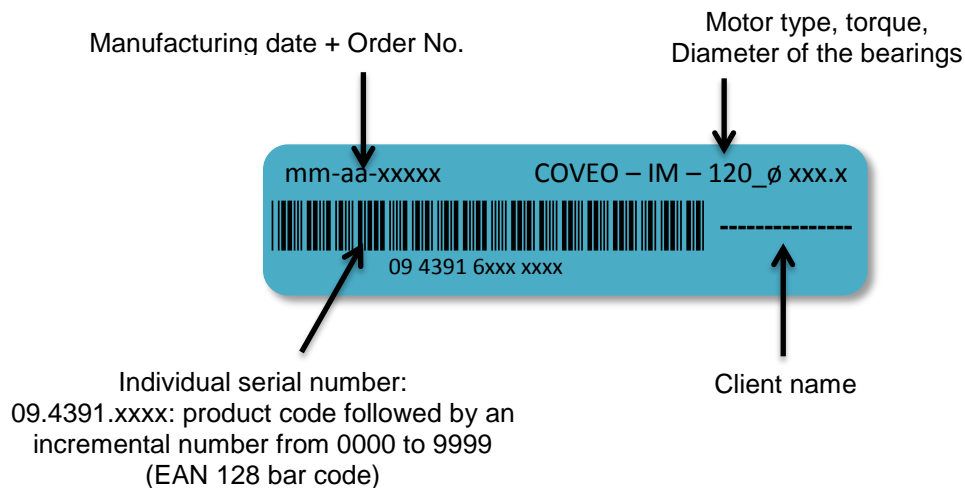 Motor type, torque,
Diameter of the bearings
Manufacturing date + Order No.
mm-aa-xxxxx COVEO – IM – 120_ø xxx.x
---------------
09 4391 6xxx xxxx
Individual serial number:
09.4391.xxxx: product code followed by an
incremental number from 0000 to 9999
(EAN 128 bar code)
Client name